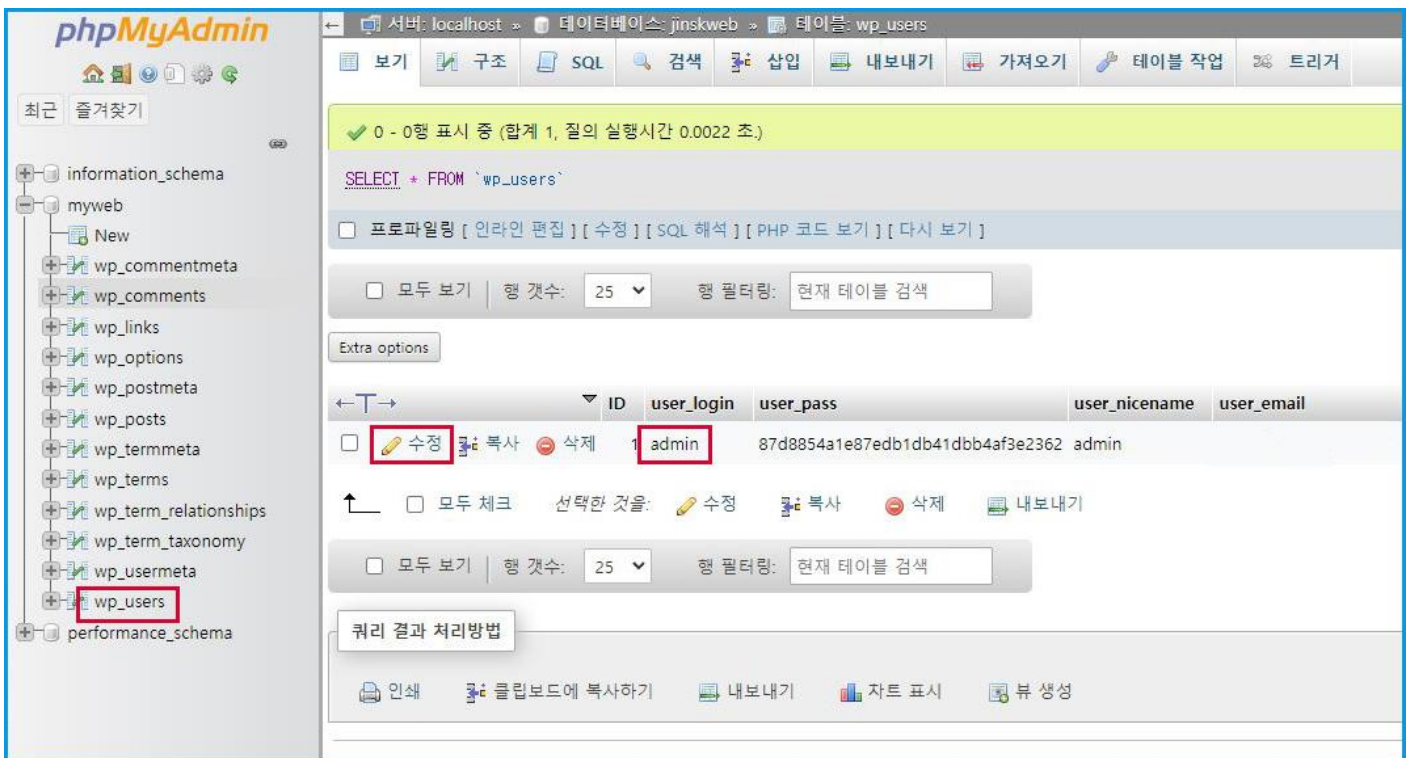 phpMyAdmin
최근 즐겨찾기
information_schema
myweb
New
wp_commentmeta
wp_comments
wp_links
wp_options
wp_postmeta
wp_posts
wp_termmeta
wp_terms
wp_term_relationships
wp_term_taxonomy
wp_usermeta
wp_users
performance_schema
← 서버: localhost » 데이터베이스: jinskweb » 테이블: wp_users
보기 구조 SQL 검색 삽입 내보내기 가져오기 테이블 작업 트리거
0 - 0행 표시 중 (합계 1, 질의 실행시간 0.0022 초.)
SELECT * FROM `wp_users`
프로파일링 [ 인라인 편집 ] [ 수정 ] [ SQL 해석 ] [ PHP 코드 보기 ] [ 다시 보기 ]
모두 보기 | 행 갯수: 25 행 필터링: 현재 테이블 검색
Extra options
←T→ ▼ ID user_login user_pass user_nicename user_email
수정 복사 삭제 1 admin 87d8854a1e87edb1db41dbb4af3e2362 admin
모두 체크 선택한 것을: 수정 복사 삭제 내보내기
모두 보기 | 행 갯수: 25 행 필터링: 현재 테이블 검색
쿼리 결과 처리방법
인쇄 클립보드에 복사하기 내보내기 차트 표시 뷰 생성